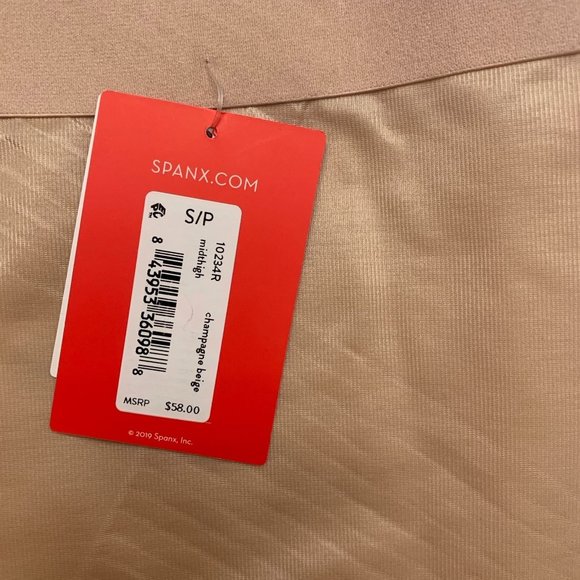 SPANX.COM
S/P
10234R
midthigh
champagne beige
8 43953 36098 8
MSRP $58.00
© 2019 Spanx, Inc.